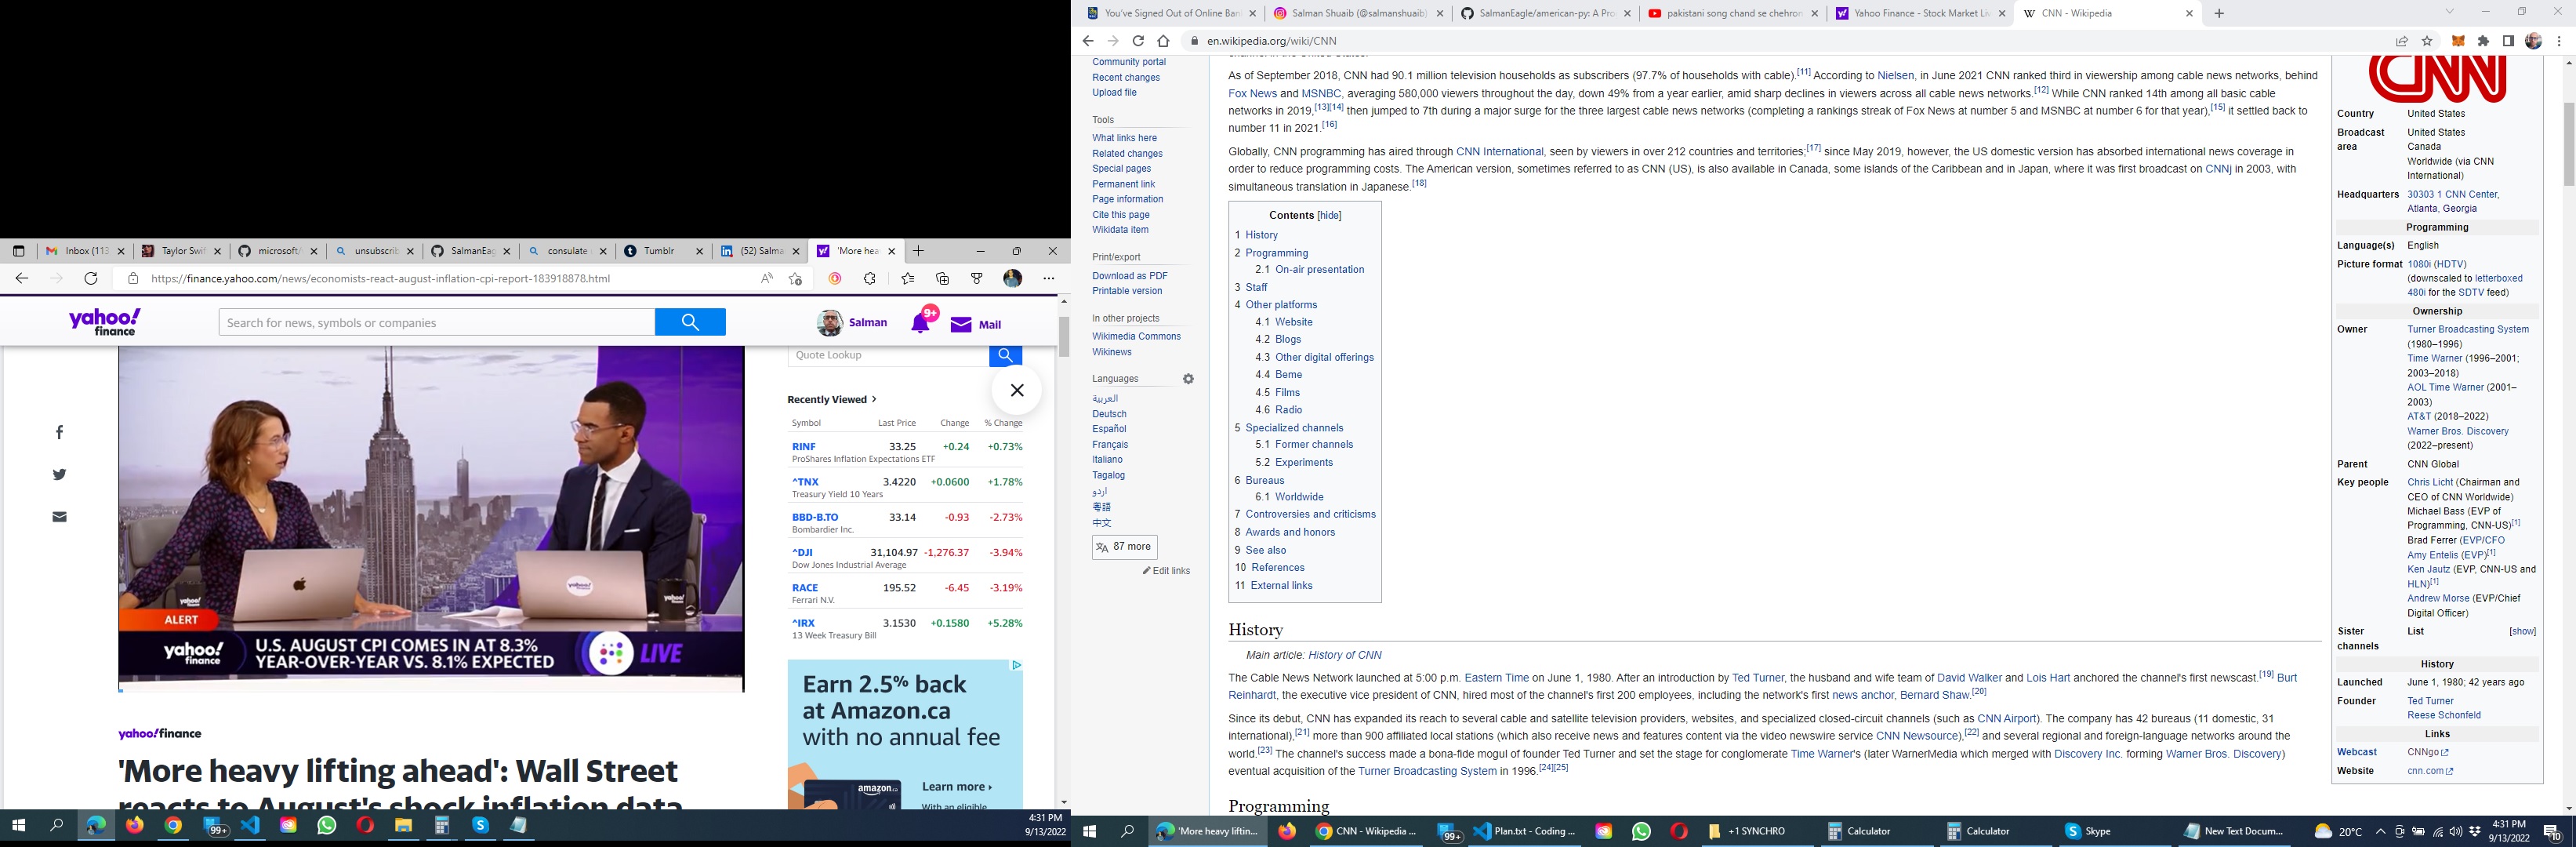 Inbox (113
Taylor Swif
microsoft/
unsubscrib
SalmanEag
consulate
Tumblr
(52) Salma
'More hea
https://finance.yahoo.com/news/economists-react-august-inflation-cpi-report-183918878.html
yahoo!
finance
Search for news, symbols or companies
Salman
9+
Mail
Quote Lookup
Recently Viewed
Symbol Last Price Change % Change
RINF 33.25 +0.24 +0.73%
ProShares Inflation Expectations ETF
^TNX 3.4220 +0.0600 +1.78%
Treasury Yield 10 Years
BBD-B.TO 33.14 -0.93 -2.73%
Bombardier Inc.
^DJI 31,104.97 -1,276.37 -3.94%
Dow Jones Industrial Average
RACE 195.52 -6.45 -3.19%
Ferrari N.V.
^IRX 3.1530 +0.1580 +5.28%
13 Week Treasury Bill
ALERT
yahoo!
finance
U.S. AUGUST CPI COMES IN AT 8.3%
YEAR-OVER-YEAR VS. 8.1% EXPECTED
LIVE
Earn 2.5% back
at Amazon.ca
with no annual fee
Learn more
amazon.ca
With an eligible
yahoo!finance
'More heavy lifting ahead': Wall Street
reacts to August's shock inflation data
99+
4:31 PM
9/13/2022
You've Signed Out of Online Ban
Salman Shuaib (@salmanshuaib)
SalmanEagle/american-py: A Pro
pakistani song chand se chehron
Yahoo Finance - Stock Market Li
CNN - Wikipedia
en.wikipedia.org/wiki/CNN
Community portal
Recent changes
Upload file
Tools
What links here
Related changes
Special pages
Permanent link
Page information
Cite this page
Wikidata item
Print/export
Download as PDF
Printable version
In other projects
Wikimedia Commons
Wikinews
Languages
العربية
Deutsch
Español
Français
Italiano
Tagalog
اردو
粵語
中文
87 more
Edit links
As of September 2018, CNN had 90.1 million television households as subscribers (97.7% of households with cable).[11] According to Nielsen, in June 2021 CNN ranked third in viewership among cable news networks, behind
Fox News and MSNBC, averaging 580,000 viewers throughout the day, down 49% from a year earlier, amid sharp declines in viewers across all cable news networks.[12] While CNN ranked 14th among all basic cable
networks in 2019,[13][14] then jumped to 7th during a major surge for the three largest cable news networks (completing a rankings streak of Fox News at number 5 and MSNBC at number 6 for that year),[15] it settled back to
number 11 in 2021.[16]
Globally, CNN programming has aired through CNN International, seen by viewers in over 212 countries and territories;[17] since May 2019, however, the US domestic version has absorbed international news coverage in
order to reduce programming costs. The American version, sometimes referred to as CNN (US), is also available in Canada, some islands of the Caribbean and in Japan, where it was first broadcast on CNNj in 2003, with
simultaneous translation in Japanese.[18]
Contents [hide]
1 History
2 Programming
2.1 On-air presentation
3 Staff
4 Other platforms
4.1 Website
4.2 Blogs
4.3 Other digital offerings
4.4 Beme
4.5 Films
4.6 Radio
5 Specialized channels
5.1 Former channels
5.2 Experiments
6 Bureaus
6.1 Worldwide
7 Controversies and criticisms
8 Awards and honors
9 See also
10 References
11 External links
History
Main article: History of CNN
The Cable News Network launched at 5:00 p.m. Eastern Time on June 1, 1980. After an introduction by Ted Turner, the husband and wife team of David Walker and Lois Hart anchored the channel's first newscast.[19] Burt
Reinhardt, the executive vice president of CNN, hired most of the channel's first 200 employees, including the network's first news anchor, Bernard Shaw.[20]
Since its debut, CNN has expanded its reach to several cable and satellite television providers, websites, and specialized closed-circuit channels (such as CNN Airport). The company has 42 bureaus (11 domestic, 31
international),[21] more than 900 affiliated local stations (which also receive news and features content via the video newswire service CNN Newsource),[22] and several regional and foreign-language networks around the
world.[23] The channel's success made a bona-fide mogul of founder Ted Turner and set the stage for conglomerate Time Warner's (later WarnerMedia which merged with Discovery Inc. forming Warner Bros. Discovery)
eventual acquisition of the Turner Broadcasting System in 1996.[24][25]
Programming
CNN
Country United States
Broadcast area United States
Canada
Worldwide (via CNN
International)
Headquarters 30303 1 CNN Center,
Atlanta, Georgia
Programming
Language(s) English
Picture format 1080i (HDTV)
(downscaled to letterboxed
480i for the SDTV feed)
Ownership
Owner Turner Broadcasting System
(1980–1996)
Time Warner (1996–2001;
2003–2018)
AOL Time Warner (2001–
2003)
AT&T (2018–2022)
Warner Bros. Discovery
(2022–present)
Parent CNN Global
Key people Chris Licht (Chairman and
CEO of CNN Worldwide)
Michael Bass (EVP of
Programming, CNN-US)[1]
Brad Ferrer (EVP/CFO
Amy Entelis (EVP)[1]
Ken Jautz (EVP, CNN-US and
HLN)[1]
Andrew Morse (EVP/Chief
Digital Officer)
Sister channels List [show]
History
Launched June 1, 1980; 42 years ago
Founder Ted Turner
Reese Schonfeld
Links
Webcast CNNgo
Website cnn.com
'More heavy liftin...
CNN - Wikipedia ...
99+
Plan.txt - Coding ...
+1 SYNCHRO
Calculator
Calculator
Skype
New Text Docum...
20°C
4:31 PM
9/13/2022
10